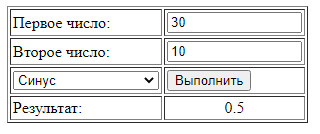 Первое число: 30
Второе число: 10
Синус Выполнить
Результат: 0.5